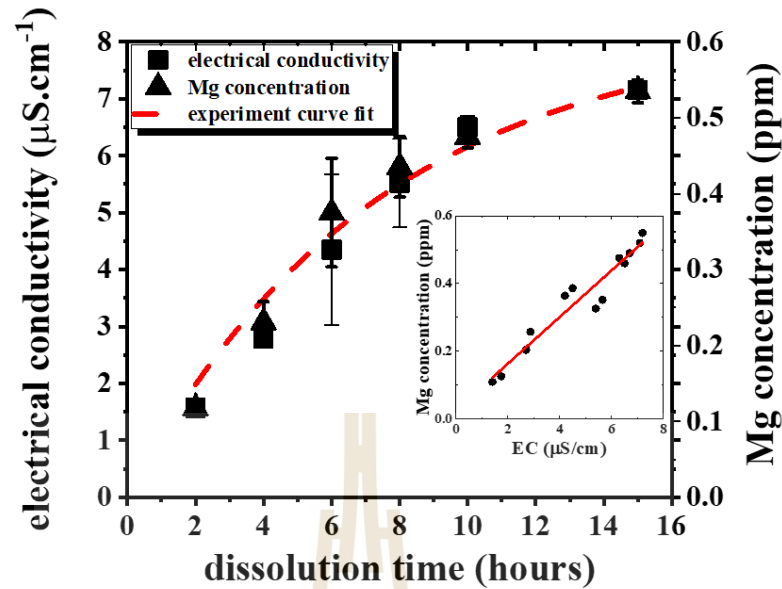 electrical conductivity (μS.cm⁻¹)
8
7
6
5
4
3
2
1
0
electrical conductivity
Mg concentration
experiment curve fit
0.6
0.5
0.4
0.3
0.2
0.1
0.0
Mg concentration (ppm)
Mg concentration (ppm)
0.6
0.4
0.2
0.0
0 2 4 6 8
EC (μS/cm)
0 2 4 6 8 10 12 14 16
dissolution time (hours)